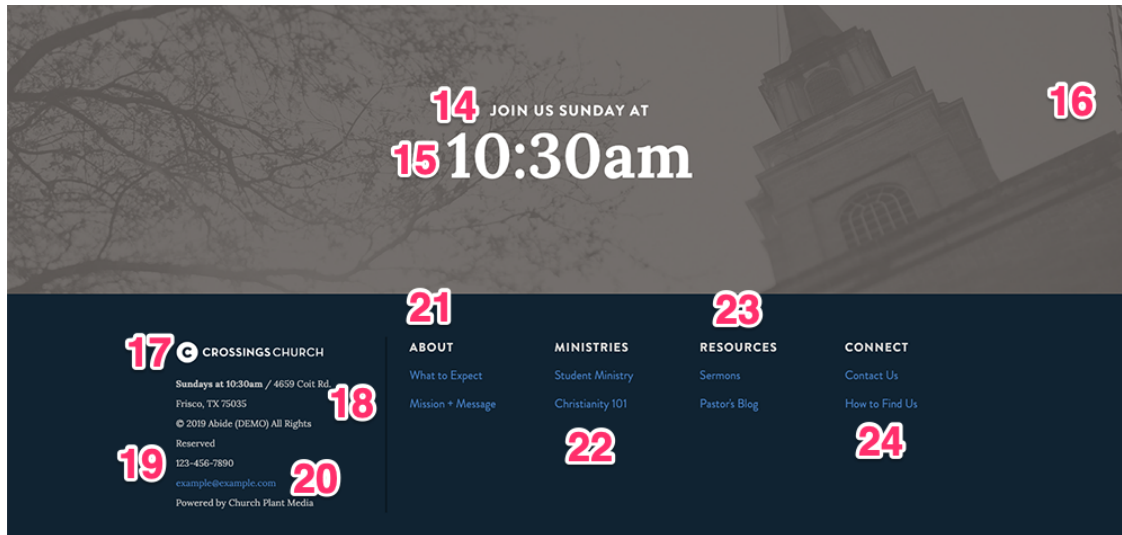 14 JOIN US SUNDAY AT
15 10:30am
16
21
23
17 C CROSSINGS CHURCH
Sundays at 10:30am / 4659 Coit Rd.
Frisco, TX 75035
18
© 2019 Abide (DEMO) All Rights
Reserved
19 123-456-7890
example@example.com 20
Powered by Church Plant Media
ABOUT
What to Expect
Mission + Message
MINISTRIES
Student Ministry
Christianity 101
22
RESOURCES
Sermons
Pastor's Blog
CONNECT
Contact Us
How to Find Us
24